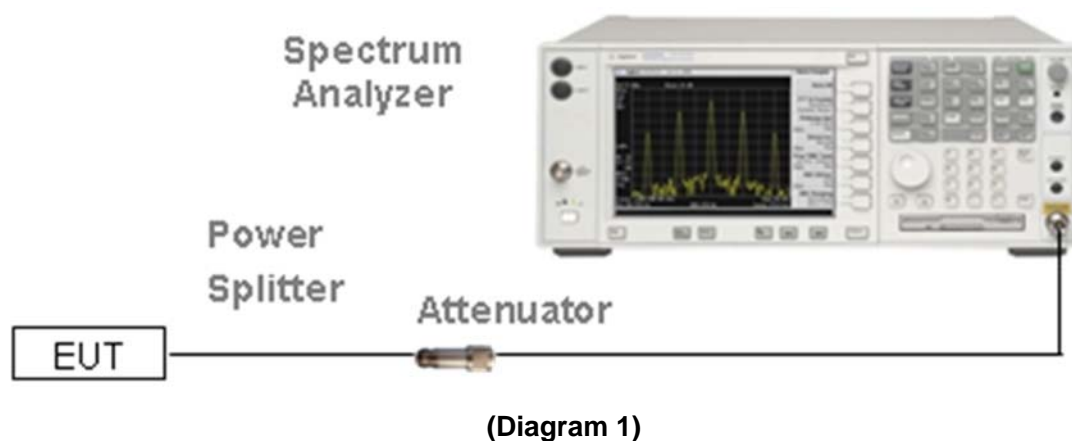 Spectrum
Analyzer
Power
Splitter
Attenuator
EUT
(Diagram 1)